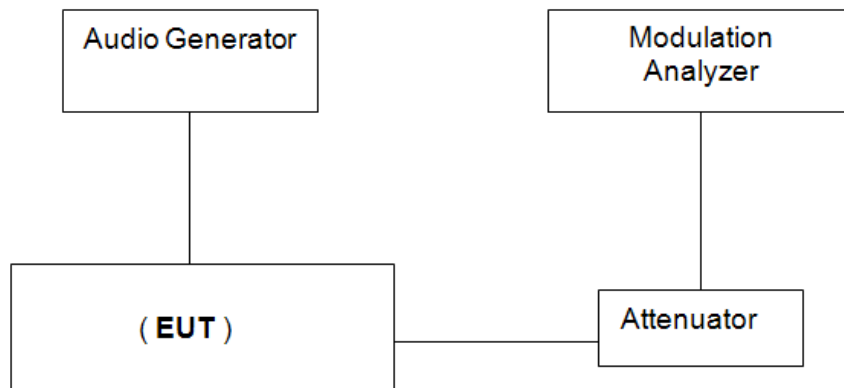 Audio Generator
Modulation
Analyzer
( EUT )
Attenuator